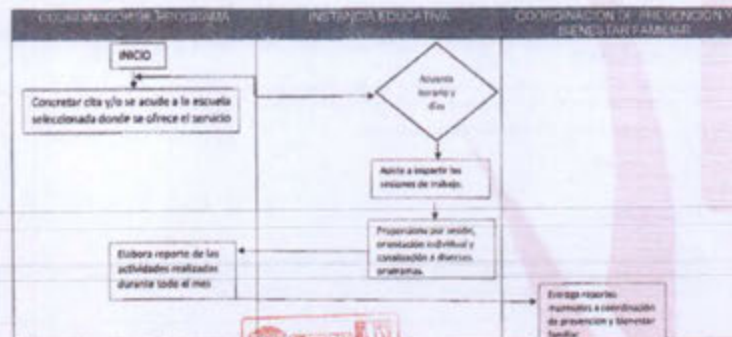 COORDINADOR DE PROGRAMA
INSTANCIA EDUCATIVA
COORDINACION DE PREVENCION Y
BIENESTAR FAMILIAR
INICIO
Concretar cita y/o se acude a la escuela
seleccionada donde se ofrece el servicio
Acuerda
horario y
días
Asiste a impartir las
sesiones de trabajo.
Proporciona por sesión,
orientación individual y
canalización a diversos
programas.
Elabora reporte de las
actividades realizadas
durante todo el mes
Entrega reportes
mensuales a coordinación
de prevención y bienestar
familiar